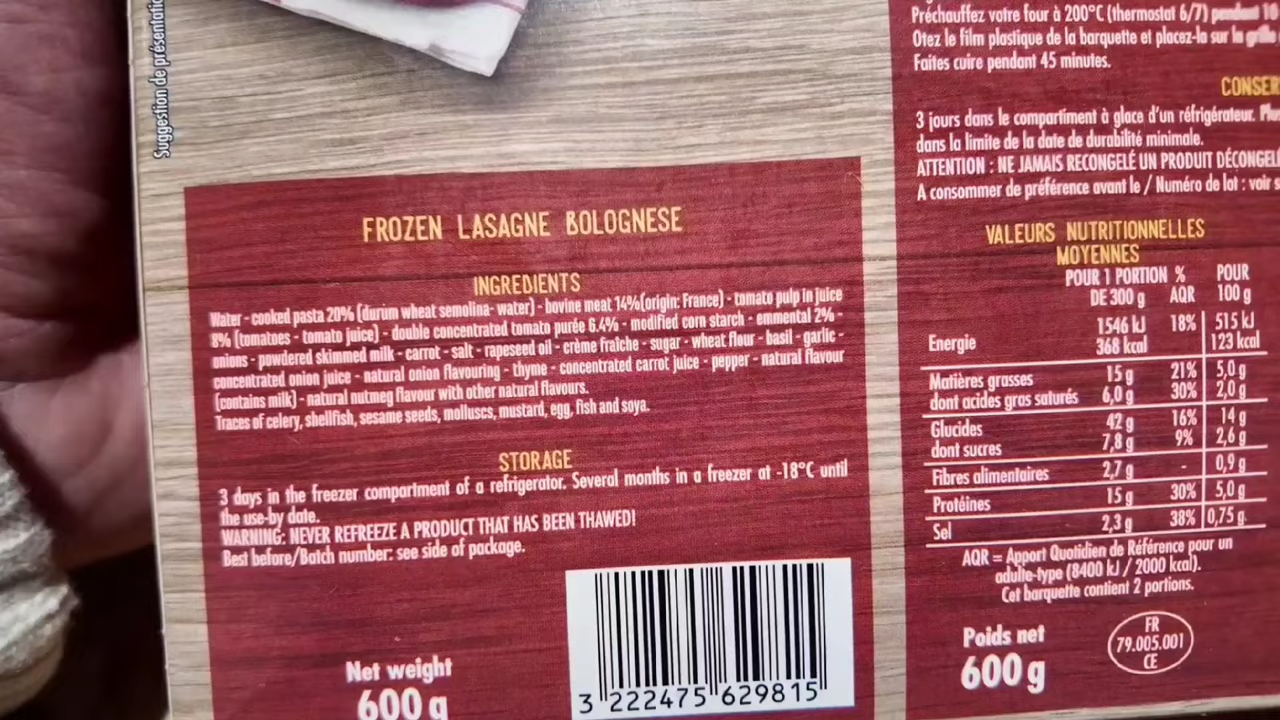 Suggestion de présentation
Préchauffez votre four à 200°C (thermostat 6/7) pendant 10
Otez le film plastique de la barquette et placez-la sur la grille
Faites cuire pendant 45 minutes.
CONSER
3 jours dans le compartiment à glace d'un réfrigérateur. Plu
dans la limite de la date de durabilité minimale.
ATTENTION : NE JAMAIS RECONGELÉ UN PRODUIT DÉCONGEL
A consommer de préférence avant le / Numéro de lot : voir s
FROZEN LASAGNE BOLOGNESE
INGREDIENTS
Water - cooked pasta 20% (durum wheat semolina- water) - bovine meat 14%(origin: France) - tomato pulp in juice
8% (tomatoes - tomato juice) - double concentrated tomato purée 6.4% - modified corn starch - emmental 2% -
onions - powdered skimmed milk - carrot - salt - rapeseed oil - crème fraîche - sugar - wheat flour - basil - garlic -
concentrated onion juice - natural onion flavouring - thyme - concentrated carrot juice - pepper - natural flavour
(contains milk) - natural nutmeg flavour with other natural flavours.
Traces of celery, shellfish, sesame seeds, molluscs, mustard, egg, fish and soya.
STORAGE
3 days in the freezer compartment of a refrigerator. Several months in a freezer at -18°C until
the use-by date.
WARNING: NEVER REFREEZE A PRODUCT THAT HAS BEEN THAWED!
Best before/Batch number: see side of package.
Net weight
600 g
3 222475 629815
VALEURS NUTRITIONNELLES
MOYENNES
POUR 1 PORTION % POUR
DE 300 g AQR 100 g
Energie 1546 kJ 18% 515 kJ
368 kcal 123 kcal
Matières grasses 15 g 21% 5,0 g
dont acides gras saturés 6,0 g 30% 2,0 g
Glucides 42 g 16% 14 g
dont sucres 7,8 g 9% 2,6 g
Fibres alimentaires 2,7 g - 0,9 g
Protéines 15 g 30% 5,0 g
Sel 2,3 g 38% 0,75 g
AQR = Apport Quotidien de Référence pour un
adulte-type (8400 kJ / 2000 kcal).
Cet barquette contient 2 portions.
Poids net
600 g
FR
79.005.001
CE